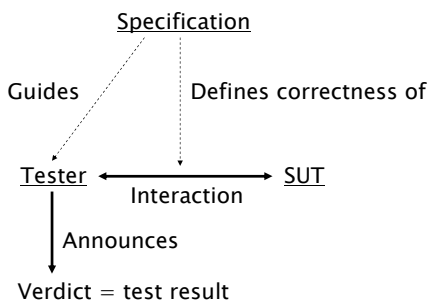 Specification
Guides
Defines correctness of
Tester
SUT
Interaction
Announces
Verdict = test result